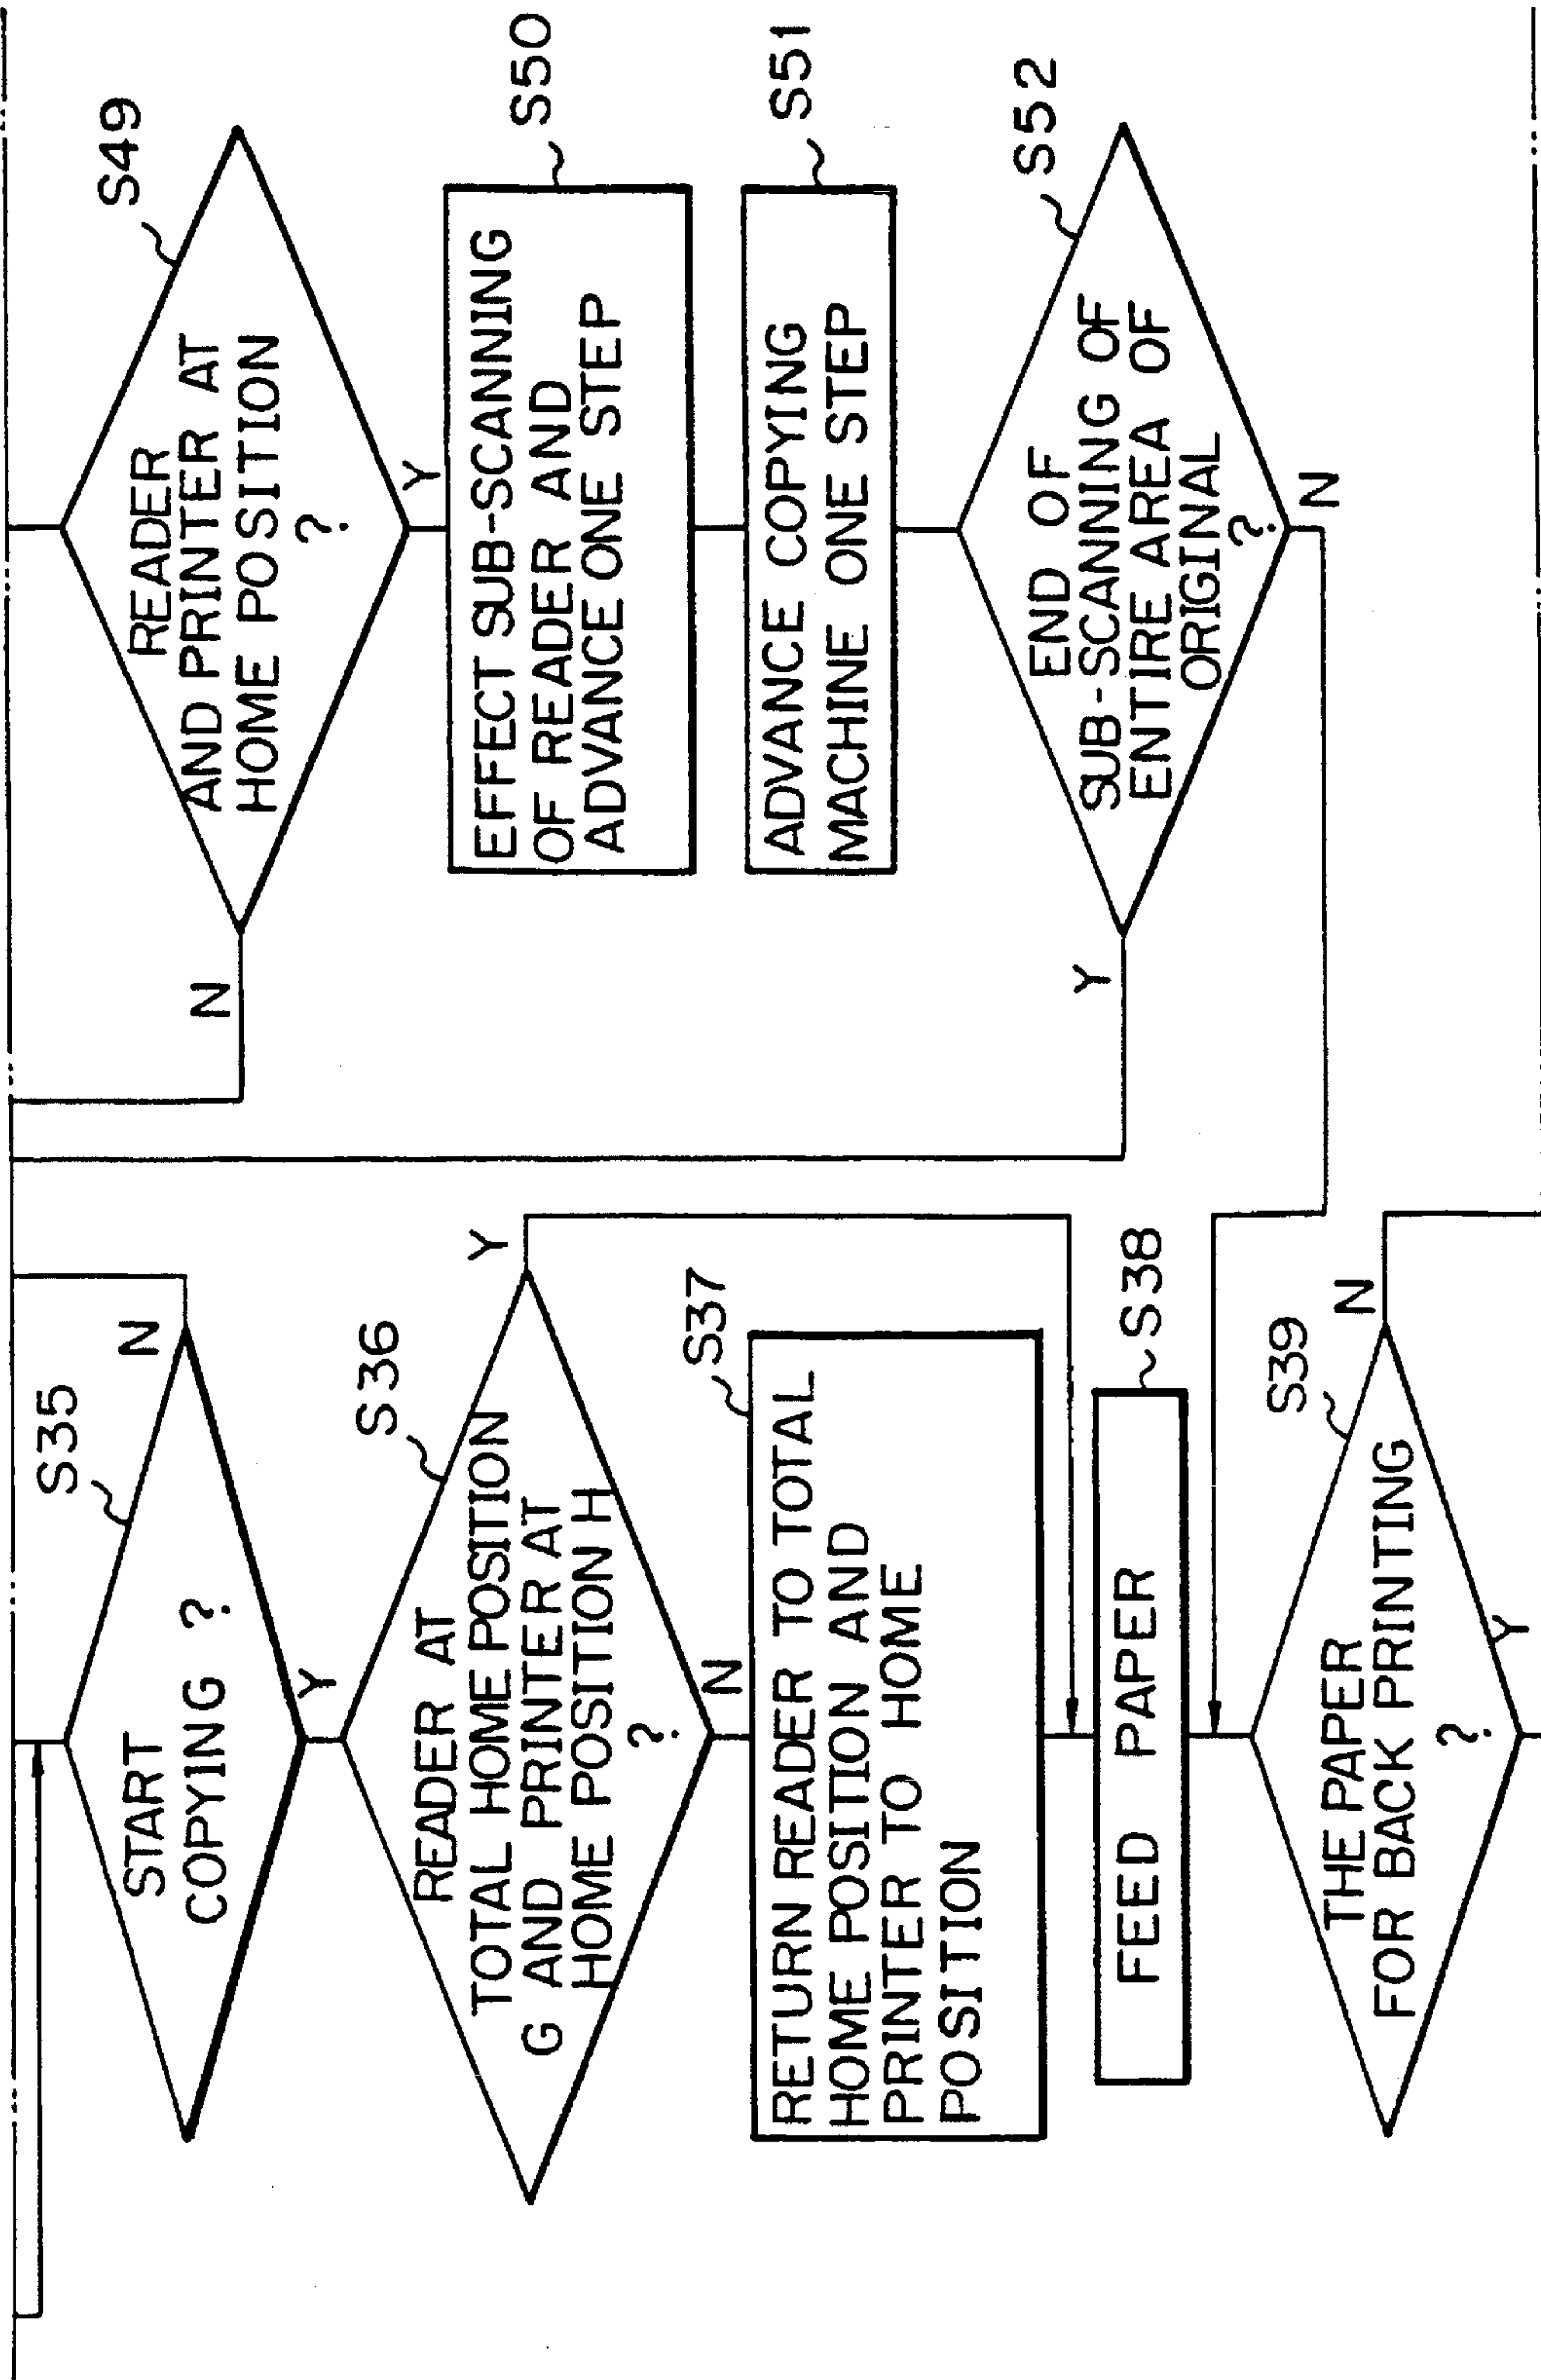 S35
START
COPYING ?
N
Y
S36
READER AT
TOTAL HOME POSITION
G AND PRINTER AT
HOME POSITION H
?
Y
N
S37
RETURN READER TO TOTAL
HOME POSITION AND
PRINTER TO HOME
POSITION
S38
FEED PAPER
S39
THE PAPER
FOR BACK PRINTING
?
N
Y
S49
READER
AND PRINTER AT
HOME POSITION
?
N
Y
S50
EFFECT SUB-SCANNING
OF READER AND
ADVANCE ONE STEP
S51
ADVANCE COPYING
MACHINE ONE STEP
S52
END OF
SUB-SCANNING OF
ENTIRE AREA OF
ORIGINAL
?
Y
N